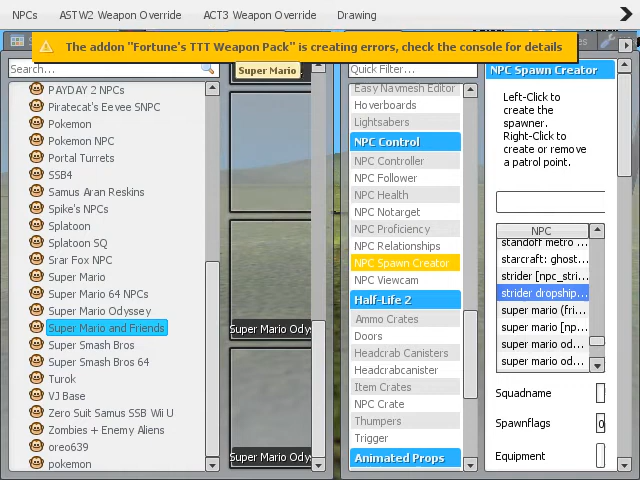 NPCs ASTW2 Weapon Override ACT3 Weapon Override Drawing
The addon "Fortune's TTT Weapon Pack" is creating errors, check the console for details
Search...
PAYDAY 2 NPCs
Piratecat's Eevee SNPC
Pokemon
Pokemon NPC
Portal Turrets
SSB4
Samus Aran Reskins
Spike's NPCs
Splatoon
Splatoon SQ
Srar Fox NPC
Super Mario
Super Mario 64 NPCs
Super Mario Odyssey
Super Mario and Friends
Super Smash Bros
Super Smash Bros 64
Turok
VJ Base
Zero Suit Samus SSB Wii U
Zombies + Enemy Aliens
oreo639
pokemon
Super Mario
Super Mario Ody
Super Mario Ody
Quick Filter...
Easy Navmesh Editor
Hoverboards
Lightsabers
NPC Control
NPC Controller
NPC Follower
NPC Health
NPC Notarget
NPC Proficiency
NPC Relationships
NPC Spawn Creator
NPC Viewcam
Half-Life 2
Ammo Crates
Doors
Headcrab Canisters
Headcrabcanister
Item Crates
NPC Crate
Thumpers
Trigger
Animated Props
NPC Spawn Creator
Left-Click to
create the
spawner.
Right-Click to
create or remove
a patrol point.
NPC
standoff metro ...
starcraft: ghost...
strider [npc_stri...
strider dropship...
super mario (fri...
super mario [np...
super mario od...
super mario od...
Squadname
Spawnflags 0
Equipment